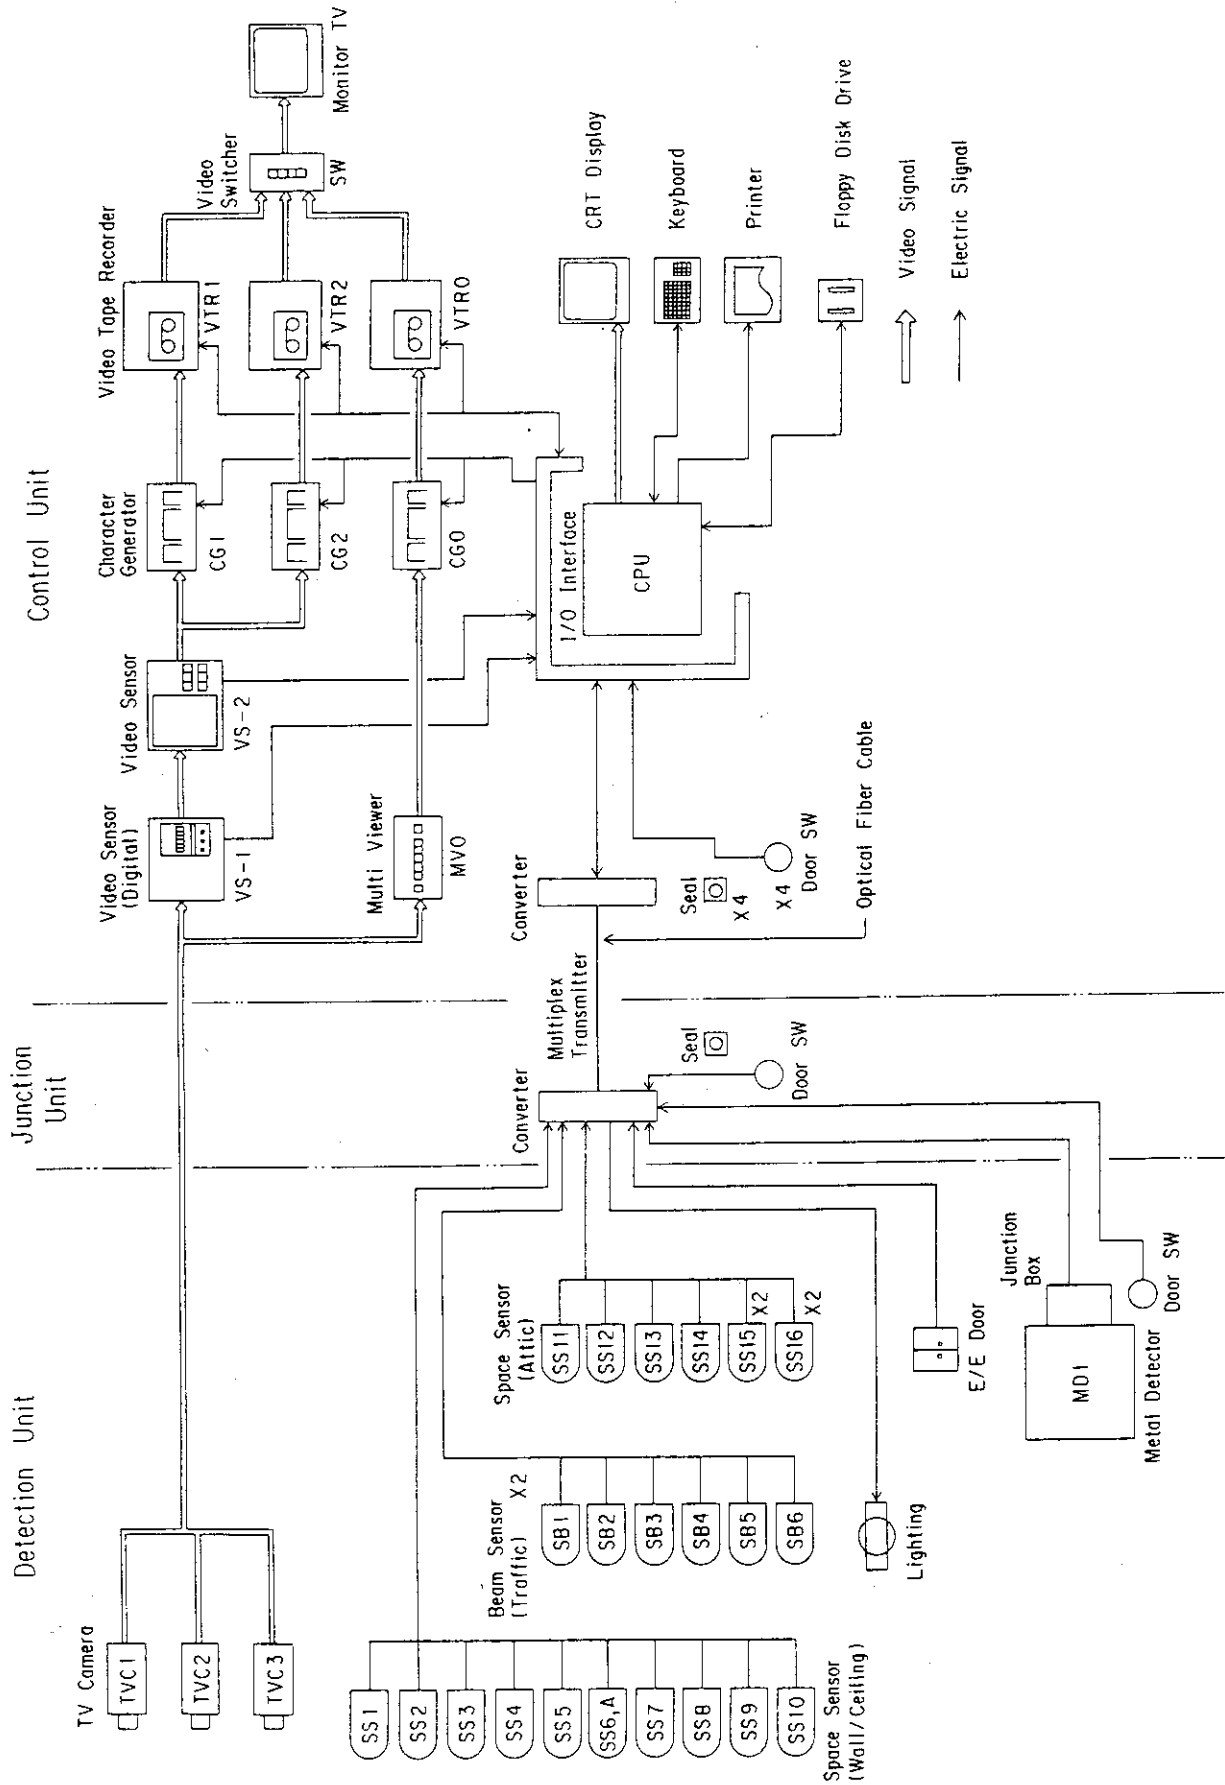 Detection Unit
Junction
Unit
Control Unit
TV Camera
TVC1
TVC2
TVC3
Video Sensor
(Digital)
VS-1
Video Sensor
VS-2
Multi Viewer
MV0
Character
Generator
CG1
CG2
CG0
Video Tape Recorder
VTR1
VTR2
VTR0
Video
Switcher
SW
Monitor TV
SS1
SS2
SS3
SS4
SS5
SS6,A
SS7
SS8
SS9
SS10
Space Sensor
(Wall/Ceiling)
Beam Sensor
(Traffic) X2
SB1
SB2
SB3
SB4
SB5
SB6
Space Sensor
(Attic)
SS11
SS12
SS13
SS14
SS15
X2
SS16
X2
Lighting
E/E Door
Junction
Box
MD1
Metal Detector
Door SW
Converter
Seal
Door SW
Multiplex
Transmitter
Converter
Seal
X4
X4
Door SW
Optical Fiber Cable
I/O Interface
CPU
CRT Display
Keyboard
Printer
Floppy Disk Drive
Video Signal
Electric Signal